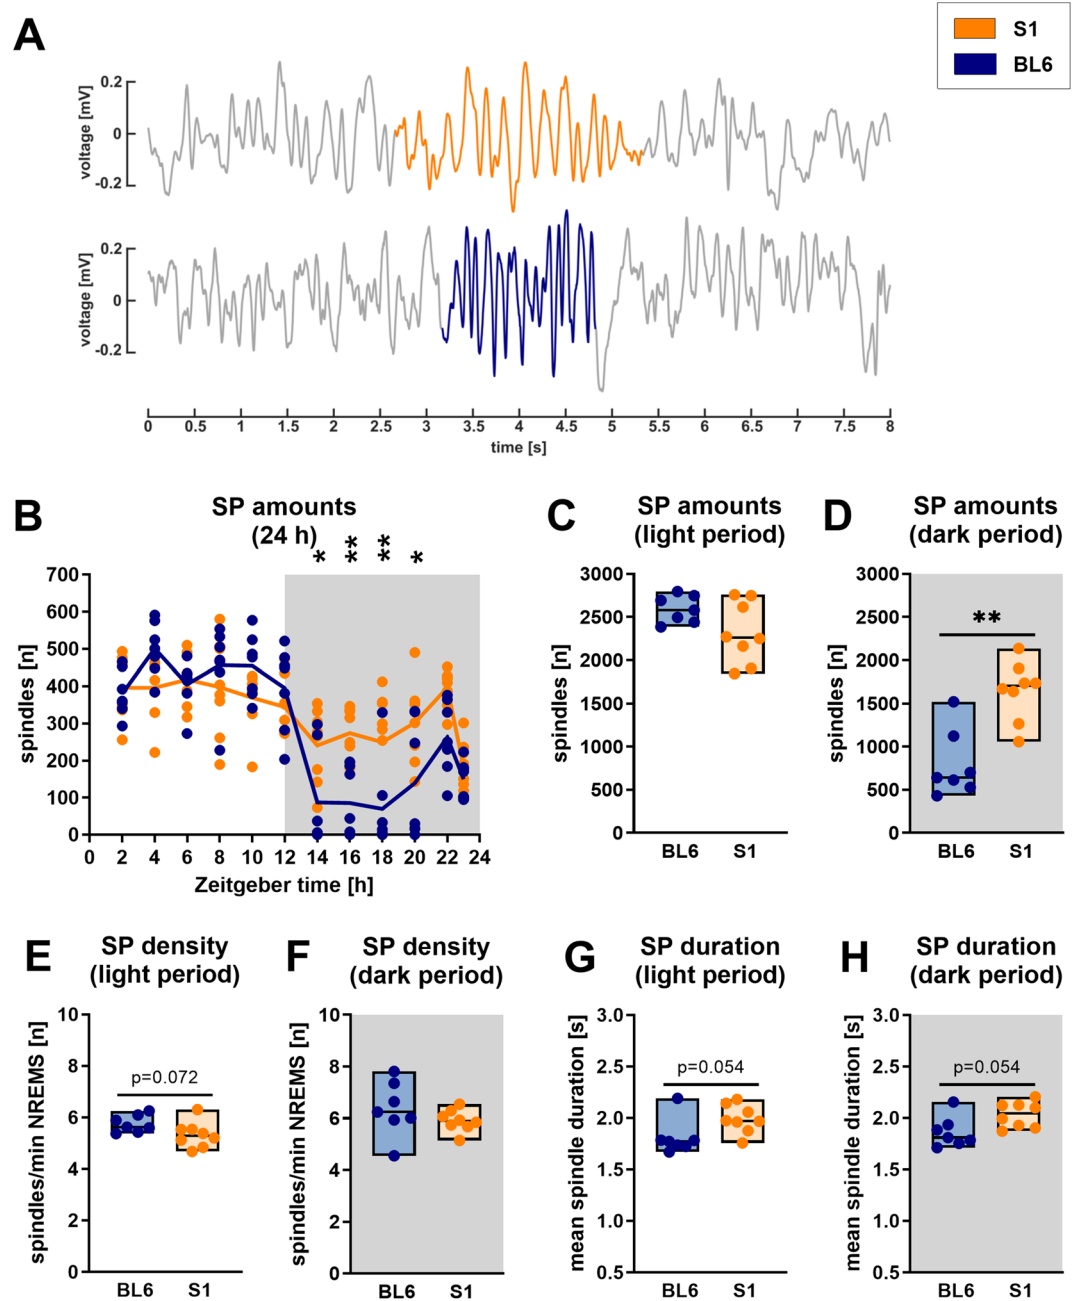 A
S1
BL6
voltage [mV]
0.2
0
-0.2
voltage [mV]
0.2
0
-0.2
0 0.5 1 1.5 2 2.5 3 3.5 4 4.5 5 5.5 6 6.5 7 7.5 8
time [s]
B
SP amounts
(24 h)
* ** ** *
spindles [n]
700
600
500
400
300
200
100
0
0 2 4 6 8 10 12 14 16 18 20 22 24
Zeitgeber time [h]
C
SP amounts
(light period)
spindles [n]
3000
2500
2000
1500
1000
500
0
BL6 S1
D
SP amounts
(dark period)
spindles [n]
3000
2500
2000
1500
1000
500
0
**
BL6 S1
E
SP density
(light period)
spindles/min NREMS [n]
10
8
6
4
2
0
p=0.072
BL6 S1
F
SP density
(dark period)
spindles/min NREMS [n]
10
8
6
4
2
0
BL6 S1
G
SP duration
(light period)
mean spindle duration [s]
3.0
2.5
2.0
1.5
1.0
0.5
p=0.054
BL6 S1
H
SP duration
(dark period)
mean spindle duration [s]
3.0
2.5
2.0
1.5
1.0
0.5
p=0.054
BL6 S1